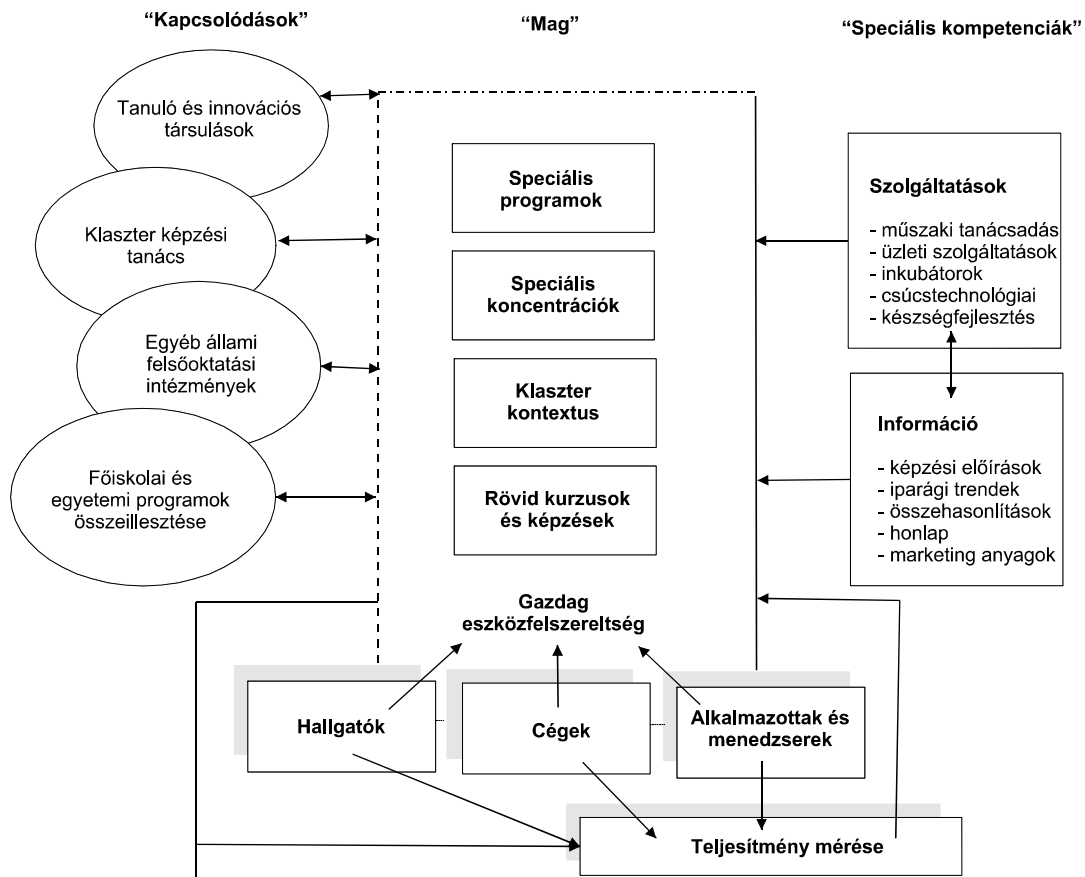 “Kapcsolódások”
“Mag”
“Speciális kompetenciák”
Tanuló és innovációs
társulások
Klaszter képzési
tanács
Egyéb állami
felsőoktatási
intézmények
Főiskolai és
egyetemi programok
összeillesztése
Speciális
programok
Speciális
koncentrációk
Klaszter
kontextus
Rövid kurzusok
és képzések
Gazdag
eszközfelszereltség
Szolgáltatások
- műszaki tanácsadás
- üzleti szolgáltatások
- inkubátorok
- csúcstechnológiai
- készségfejlesztés
Információ
- képzési előírások
- iparági trendek
- összehasonlítások
- honlap
- marketing anyagok
Hallgatók
Cégek
Alkalmazottak és
menedzserek
Teljesítmény mérése